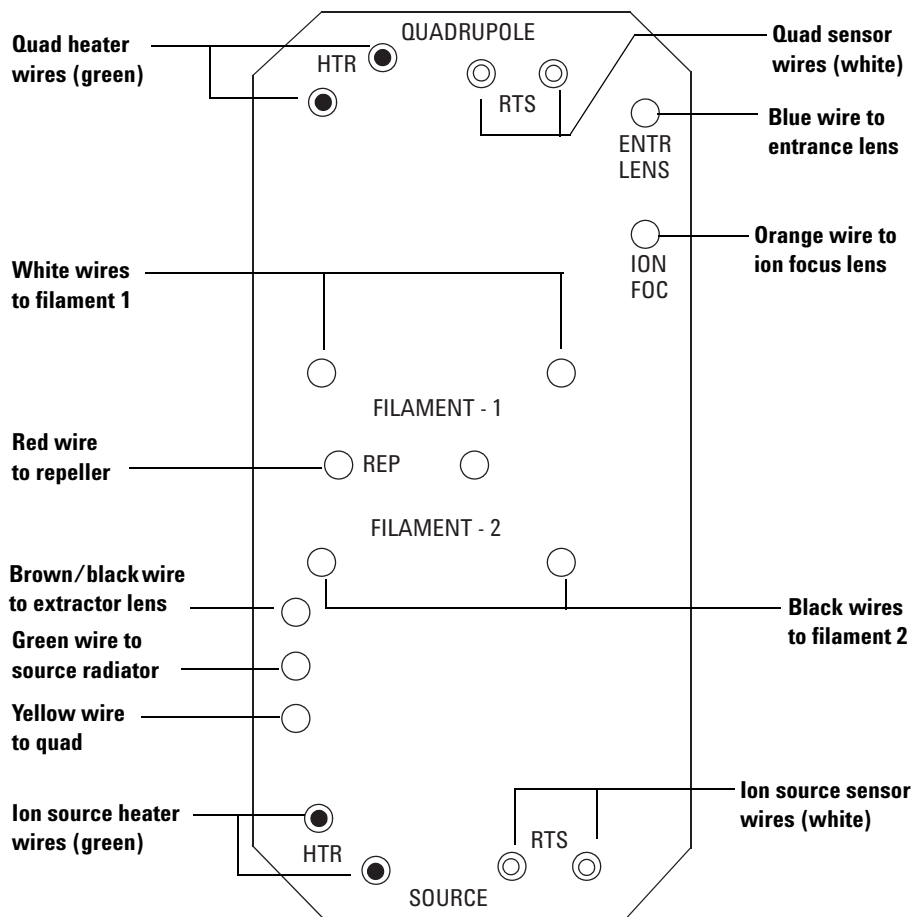 Quad heater
wires (green)
HTR
QUADRUPOLE
RTS
Quad sensor
wires (white)
ENTR
LENS
Blue wire to
entrance lens
ION
FOC
Orange wire to
ion focus lens
White wires
to filament 1
FILAMENT - 1
Red wire
to repeller
REP
FILAMENT - 2
Brown/black wire
to extractor lens
Green wire to
source radiator
Yellow wire
to quad
Black wires
to filament 2
Ion source heater
wires (green)
HTR
SOURCE
RTS
Ion source sensor
wires (white)